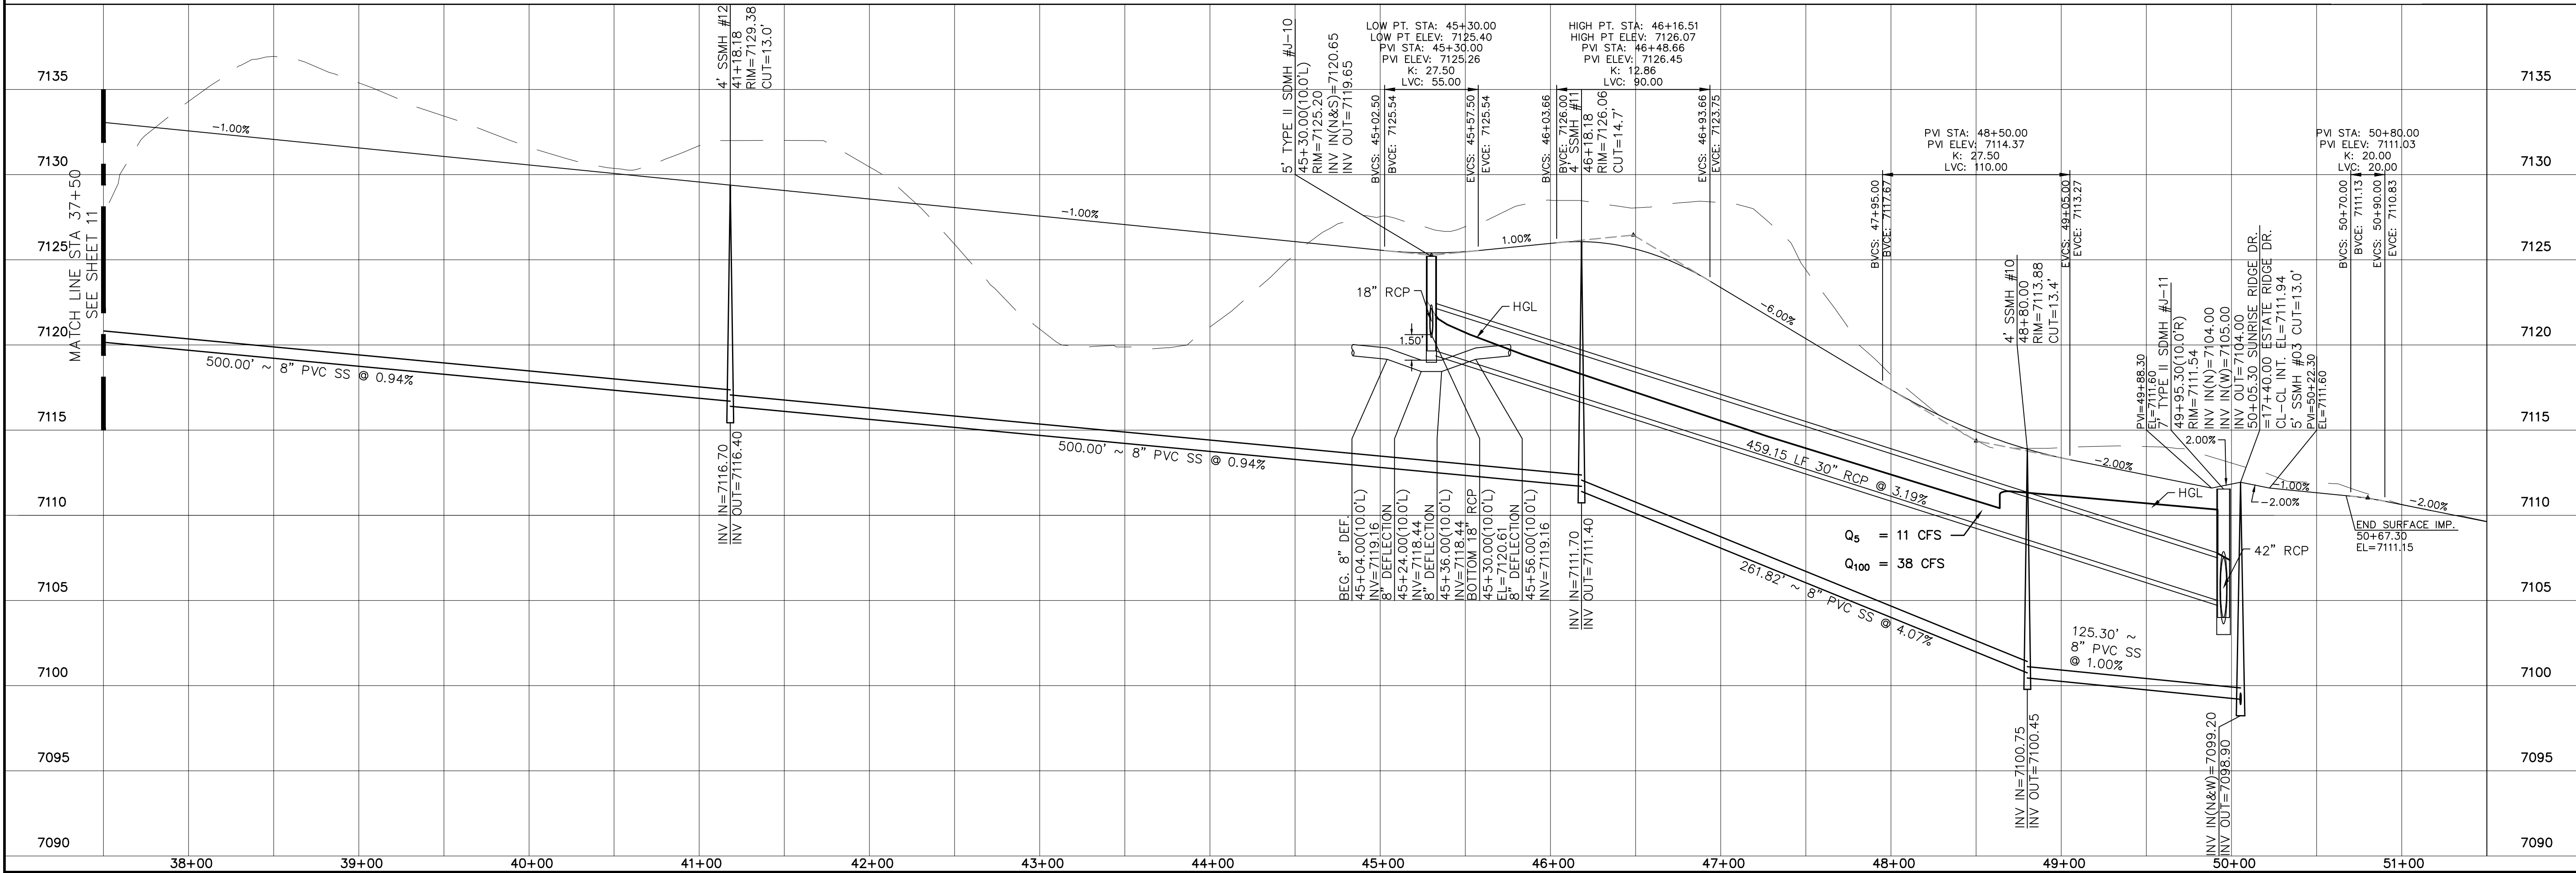 7135
7130
7125
7120
7115
7110
7105
7100
7095
7090
MATCH LINE STA 37+50
SEE SHEET 11
-1.00%
4' SSMH #12
41+18.18
RIM=7129.38
CUT=13.0'
-1.00%
500.00' ~ 8" PVC SS @ 0.94%
INV IN=7116.70
INV OUT=7116.40
500.00' ~ 8" PVC SS @ 0.94%
5' TYPE II SDMH #J-10
45+30.00(10.0'L)
RIM=7125.20
INV IN(N&S)=7120.65
INV OUT=7119.65
LOW PT. STA: 45+30.00
LOW PT ELEV: 7125.40
PVI STA: 45+30.00
PVI ELEV: 7125.26
K: 27.50
LVC: 55.00
BVCS: 45+02.50
BVCE: 7125.54
EVCS: 45+57.50
EVCE: 7125.54
HIGH PT. STA: 46+16.51
HIGH PT ELEV: 7126.07
PVI STA: 46+48.66
PVI ELEV: 7126.45
K: 12.86
LVC: 90.00
BVCS: 46+03.66
BVCE: 7126.00
4' SSMH #11
46+18.18
RIM=7126.06
CUT=14.7'
EVCS: 46+93.66
EVCE: 7123.75
1.00%
18" RCP
HGL
1.50'
BEG. 8" DEF.
45+04.00(10.0'L)
INV=7119.16
8" DEFLECTION
45+24.00(10.0'L)
INV=7118.44
8" DEFLECTION
45+36.00(10.0'L)
INV=7118.44
BOTTOM 18" RCP
45+30.00(10.0'L)
EL=7120.61
8" DEFLECTION
45+56.00(10.0'L)
INV=7119.16
INV IN=7111.70
INV OUT=7111.40
-6.00%
459.15 LF 30" RCP @ 3.19%
261.82' ~ 8" PVC SS @ 4.07%
Q5 = 11 CFS
Q100 = 38 CFS
PVI STA: 48+50.00
PVI ELEV: 7114.37
K: 27.50
LVC: 110.00
BVCS: 47+95.00
BVCE: 7117.67
EVCS: 49+05.00
EVCE: 7113.27
4' SSMH #10
48+80.00
RIM=7113.88
CUT=13.4'
INV IN=7100.75
INV OUT=7100.45
-2.00%
HGL
125.30' ~
8" PVC SS
@ 1.00%
PVI=49+88.30
EL=7111.60
7' TYPE II SDMH #J-11
49+95.30(10.0'R)
RIM=7111.54
INV IN(N)=7104.00
INV IN(W)=7105.00
INV OUT=7104.00
50+05.30 SUNRISE RIDGE DR.
=17+40.00 ESTATE RIDGE DR.
CL-CL INT. EL=7111.94
5' SSMH #03 CUT=13.0'
PVI=50+22.30
EL=7111.60
2.00%
-1.00%
-2.00%
-2.00%
42" RCP
INV IN(N&W)=7099.20
INV OUT=7098.90
PVI STA: 50+80.00
PVI ELEV: 7111.03
K: 20.00
LVC: 20.00
BVCS: 50+70.00
BVCE: 7111.13
EVCS: 50+90.00
EVCE: 7110.83
END SURFACE IMP.
50+67.30
EL=7111.15
7135
7130
7125
7120
7115
7110
7105
7100
7095
7090
38+00
39+00
40+00
41+00
42+00
43+00
44+00
45+00
46+00
47+00
48+00
49+00
50+00
51+00